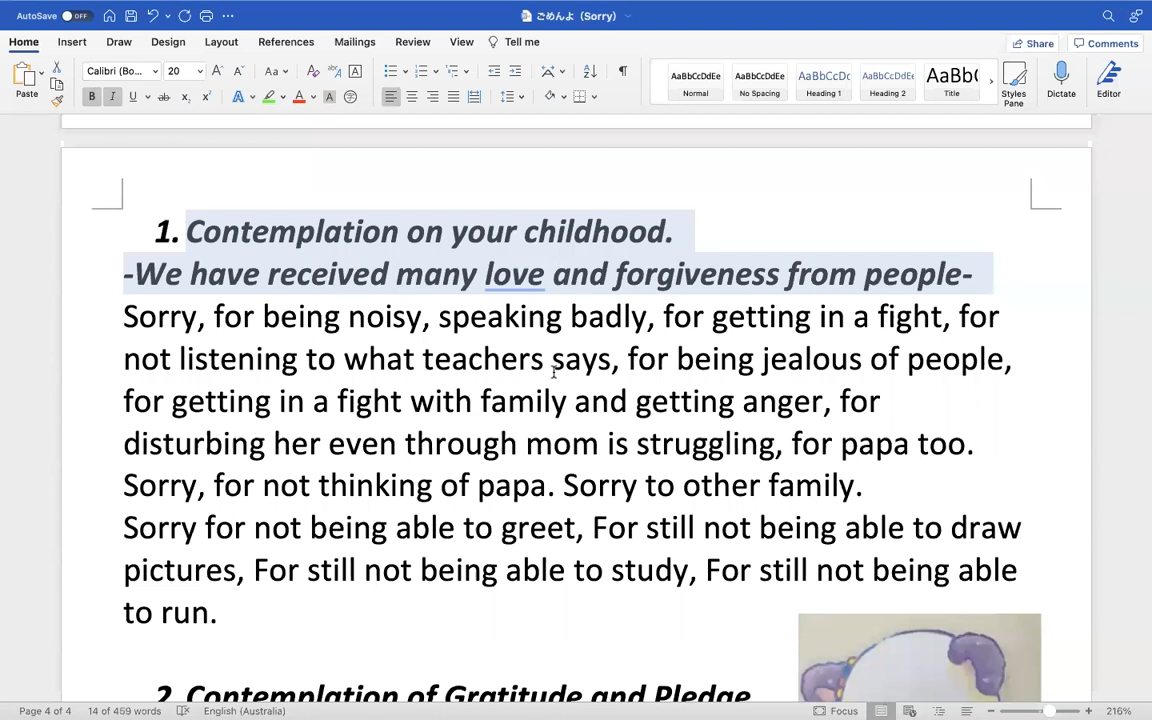 AutoSave OFF ごめんよ (Sorry)
Home Insert Draw Design Layout References Mailings Review View Tell me Share Comments
Paste Calibri (Bo... 20 Aa AaBbCcDdEe Normal AaBbCcDdEe No Spacing AaBbCcDc Heading 1 AaBbCcDdEe Heading 2 AaBb( Title Styles Pane Dictate Editor
1. Contemplation on your childhood.
-We have received many love and forgiveness from people-
Sorry, for being noisy, speaking badly, for getting in a fight, for
not listening to what teachers says, for being jealous of people,
for getting in a fight with family and getting anger, for
disturbing her even through mom is struggling, for papa too.
Sorry, for not thinking of papa. Sorry to other family.
Sorry for not being able to greet, For still not being able to draw
pictures, For still not being able to study, For still not being able
to run.
2. Contemplation of Gratitude and Pledge
Page 4 of 4 14 of 459 words English (Australia) Focus 216%